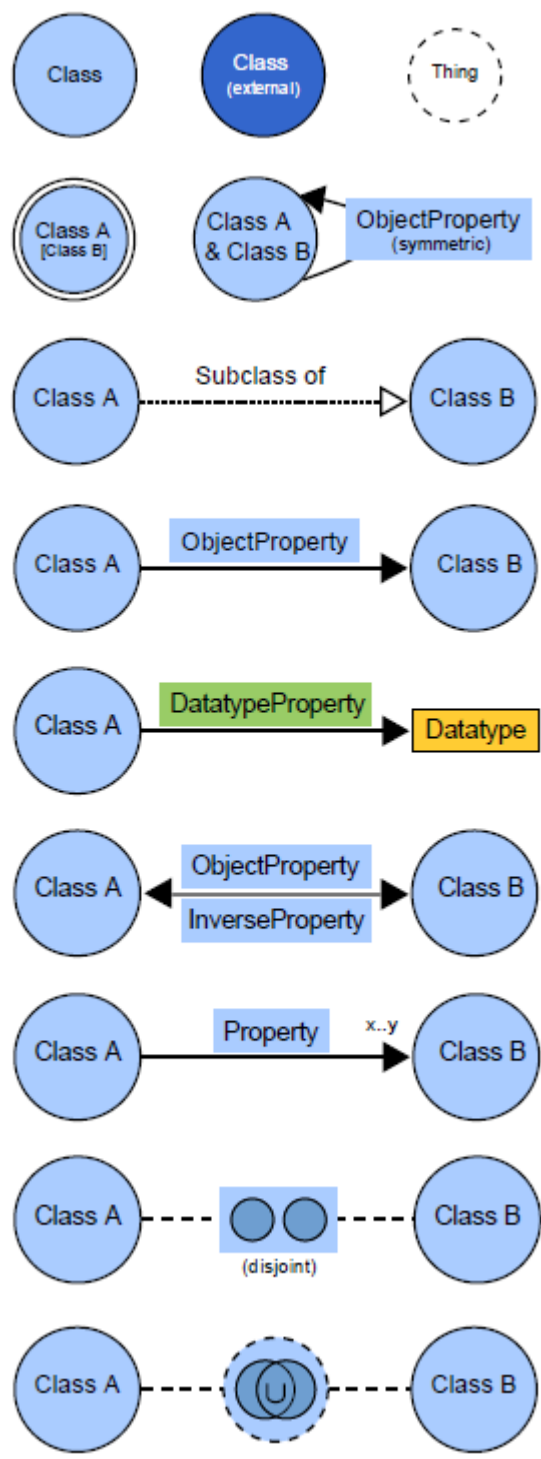 Class
Class
(external)
Thing
Class A
[Class B]
Class A
& Class B
ObjectProperty
(symmetric)
Class A
Subclass of
Class B
Class A
ObjectProperty
Class B
Class A
DatatypeProperty
Datatype
Class A
ObjectProperty
InverseProperty
Class B
Class A
Property
x..y
Class B
Class A
(disjoint)
Class B
Class A
∪
Class B